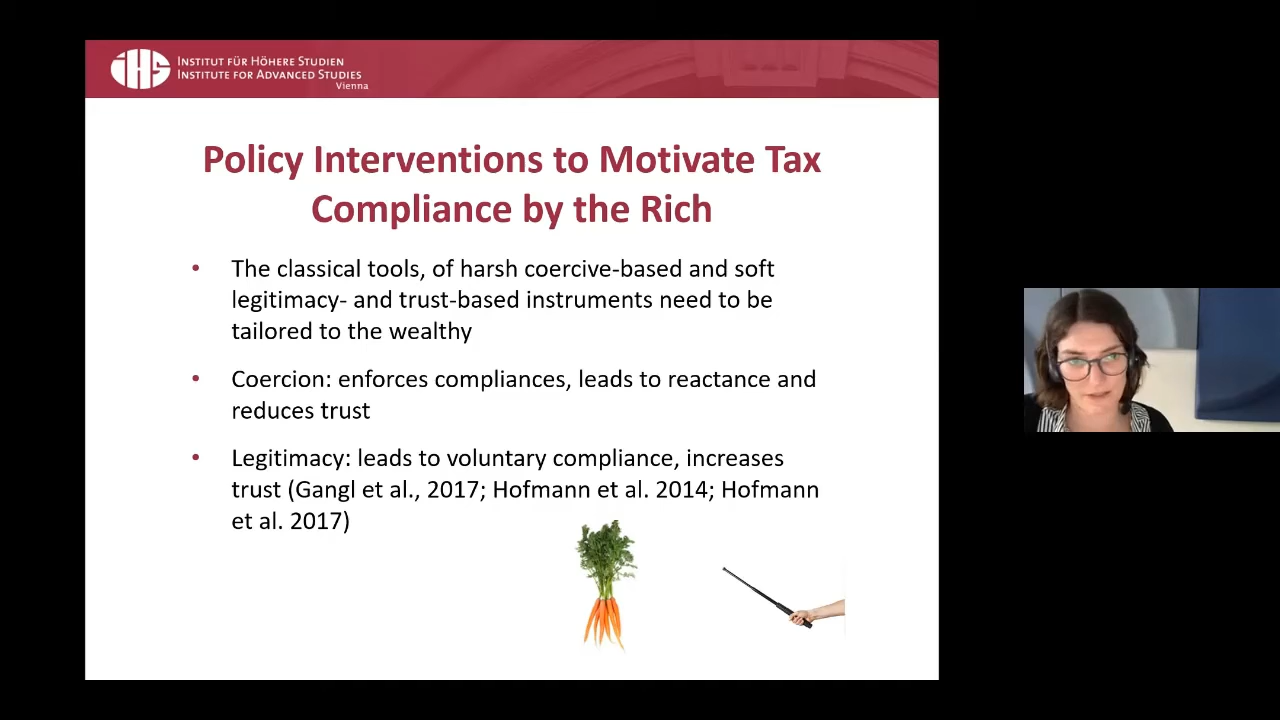 iHS
INSTITUT FÜR HÖHERE STUDIEN
INSTITUTE FOR ADVANCED STUDIES
Vienna
Policy Interventions to Motivate Tax
Compliance by the Rich
• The classical tools, of harsh coercive-based and soft
legitimacy- and trust-based instruments need to be
tailored to the wealthy
• Coercion: enforces compliances, leads to reactance and
reduces trust
• Legitimacy: leads to voluntary compliance, increases
trust (Gangl et al., 2017; Hofmann et al. 2014; Hofmann
et al. 2017)